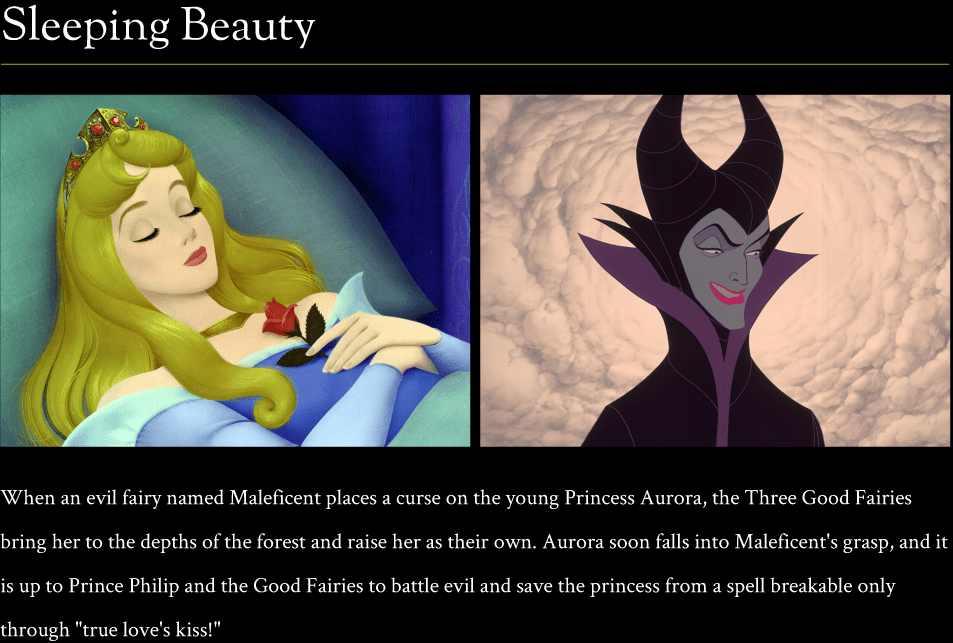 Sleeping Beauty
When an evil fairy named Maleficent places a curse on the young Princess Aurora, the Three Good Fairies
bring her to the depths of the forest and raise her as their own. Aurora soon falls into Maleficent's grasp, and it
is up to Prince Philip and the Good Fairies to battle evil and save the princess from a spell breakable only
through "true love's kiss!"